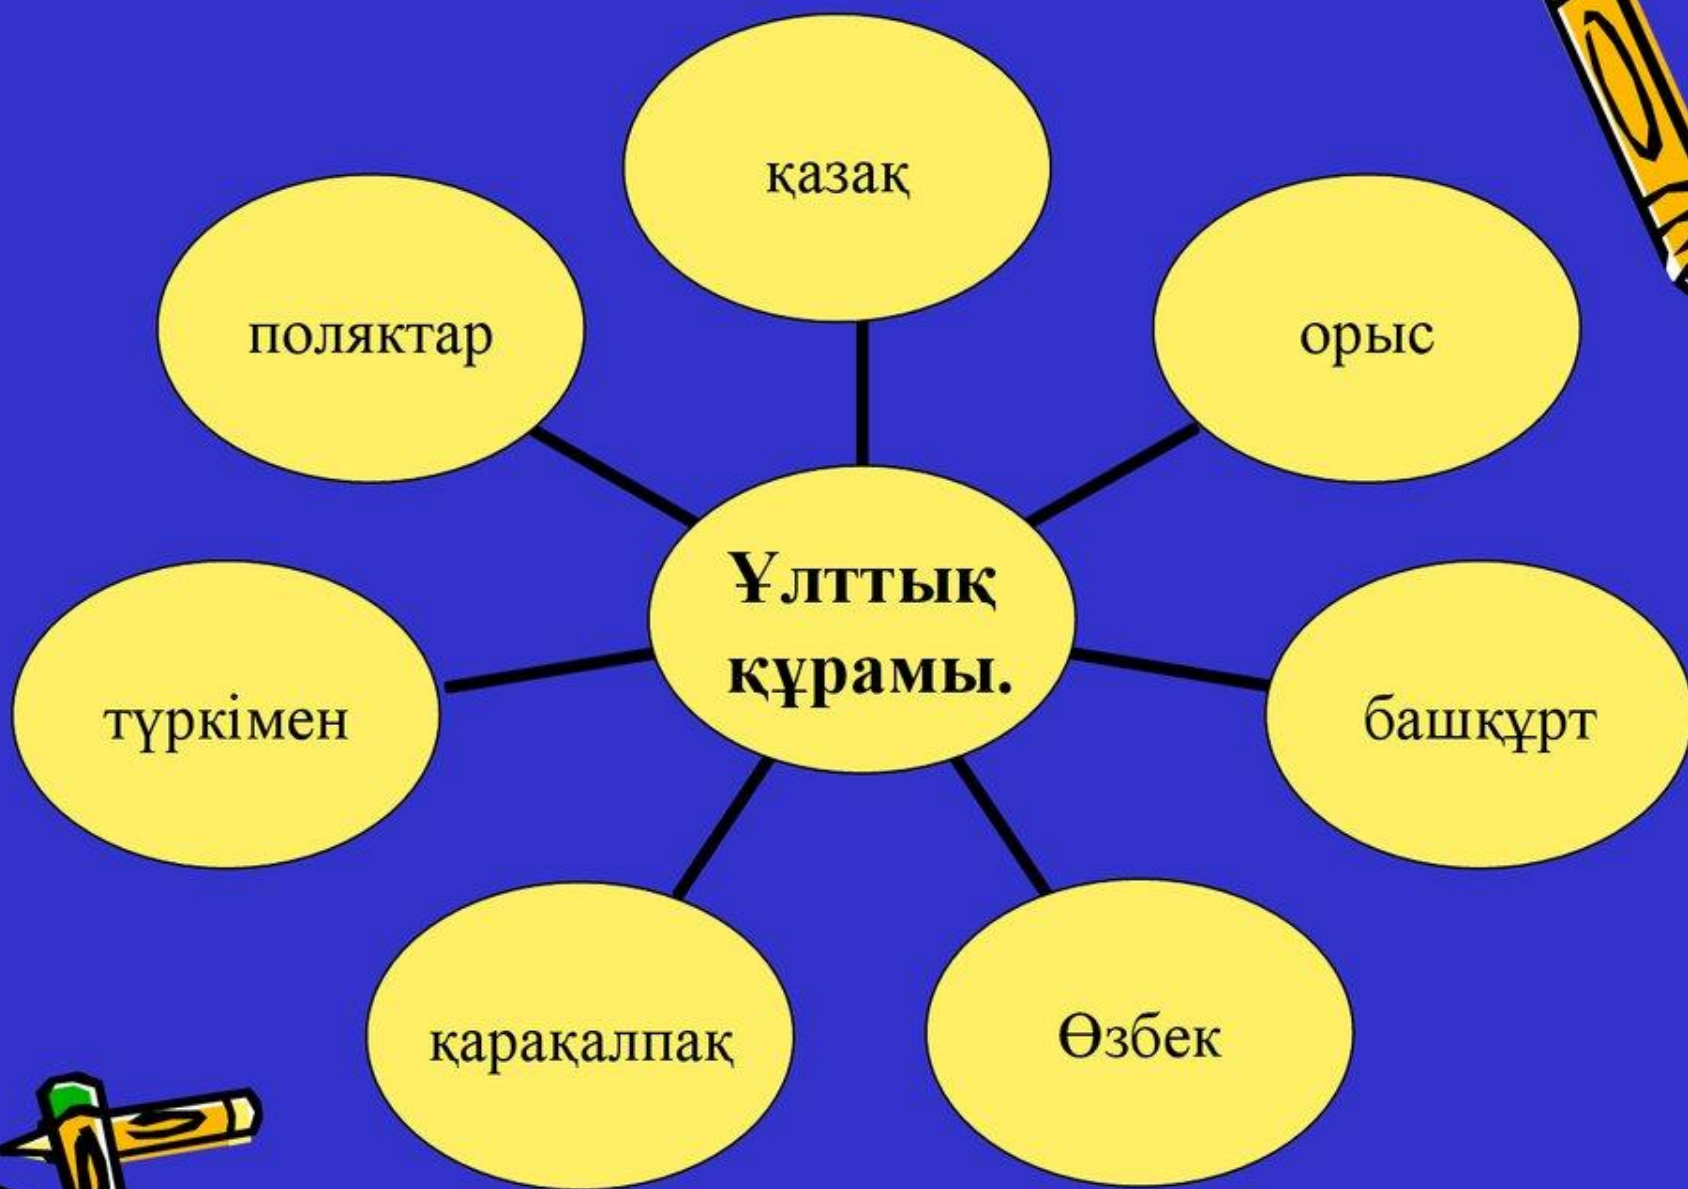 қазақ
поляктар
орыс
Ұлттық
құрамы.
түркімен
башқұрт
қарақалпақ
Өзбек